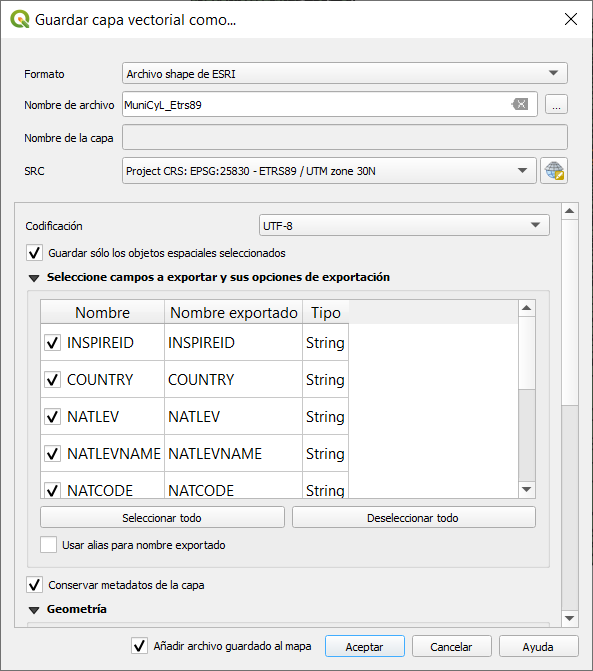 Guardar capa vectorial como...
Formato Archivo shape de ESRI
Nombre de archivo MuniCyL_Etrs89 ...
Nombre de la capa
SRC Project CRS: EPSG:25830 - ETRS89 / UTM zone 30N
Codificación UTF-8
Guardar sólo los objetos espaciales seleccionados
Seleccione campos a exportar y sus opciones de exportación
Nombre Nombre exportado Tipo
INSPIREID INSPIREID String
COUNTRY COUNTRY String
NATLEV NATLEV String
NATLEVNAME NATLEVNAME String
NATCODE NATCODE String
Seleccionar todo Deseleccionar todo
Usar alias para nombre exportado
Conservar metadatos de la capa
Geometría
Añadir archivo guardado al mapa Aceptar Cancelar Ayuda